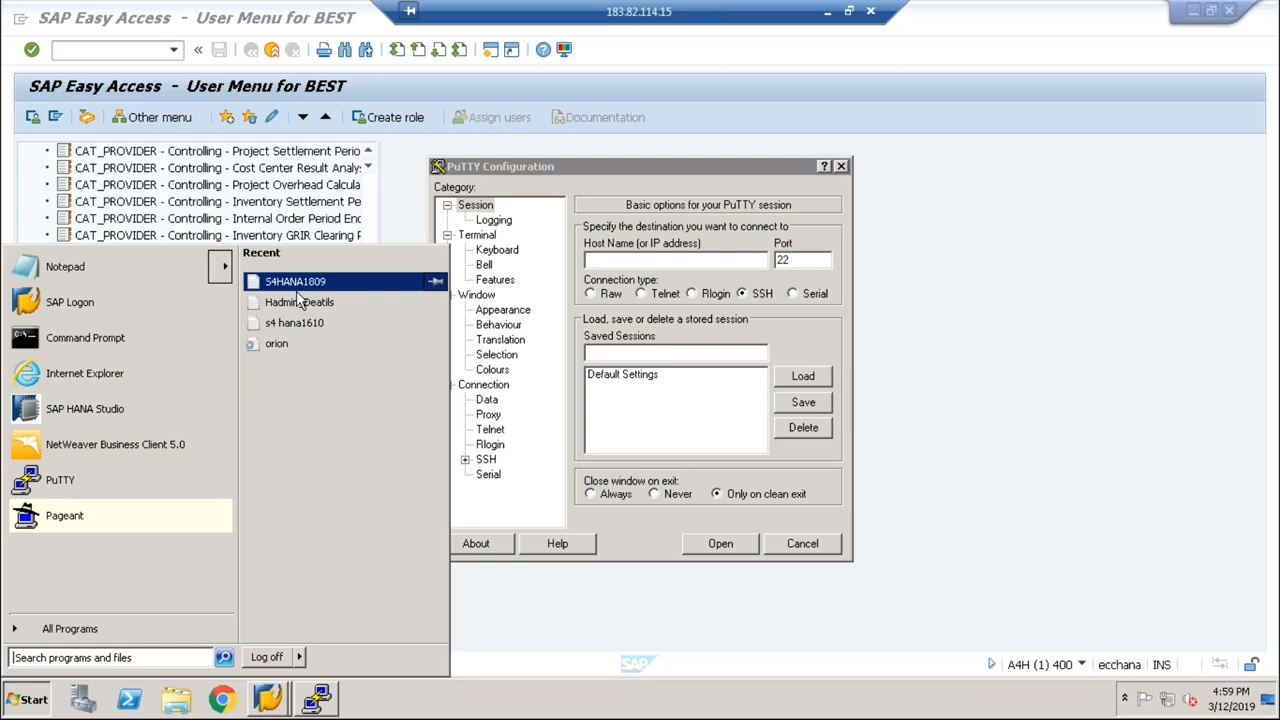 SAP Easy Access - User Menu for BEST
183.82.114.15
SAP Easy Access - User Menu for BEST
Other menu
Create role
Assign users
Documentation
CAT_PROVIDER - Controlling - Project Settlement Perio
CAT_PROVIDER - Controlling - Cost Center Result Analy:
CAT_PROVIDER - Controlling - Project Overhead Calcula
CAT_PROVIDER - Controlling - Inventory Settlement Pe
CAT_PROVIDER - Controlling - Internal Order Period Enc
CAT_PROVIDER - Controlling - Inventory GRIR Clearing F
Notepad
SAP Logon
Command Prompt
Internet Explorer
SAP HANA Studio
NetWeaver Business Client 5.0
PuTTY
Pageant
All Programs
Search programs and files
Recent
S4HANA1809
Hadmin Deatils
s4 hana1610
orion
Log off
PuTTY Configuration
Category:
Session
Logging
Terminal
Keyboard
Bell
Features
Window
Appearance
Behaviour
Translation
Selection
Colours
Connection
Data
Proxy
Telnet
Rlogin
SSH
Serial
Basic options for your PuTTY session
Specify the destination you want to connect to
Host Name (or IP address) Port
22
Connection type:
Raw Telnet Rlogin SSH Serial
Load, save or delete a stored session
Saved Sessions
Default Settings
Load
Save
Delete
Close window on exit:
Always Never Only on clean exit
About Help Open Cancel
SAP
A4H (1) 400 ecchana INS
Start
4:59 PM
3/12/2019